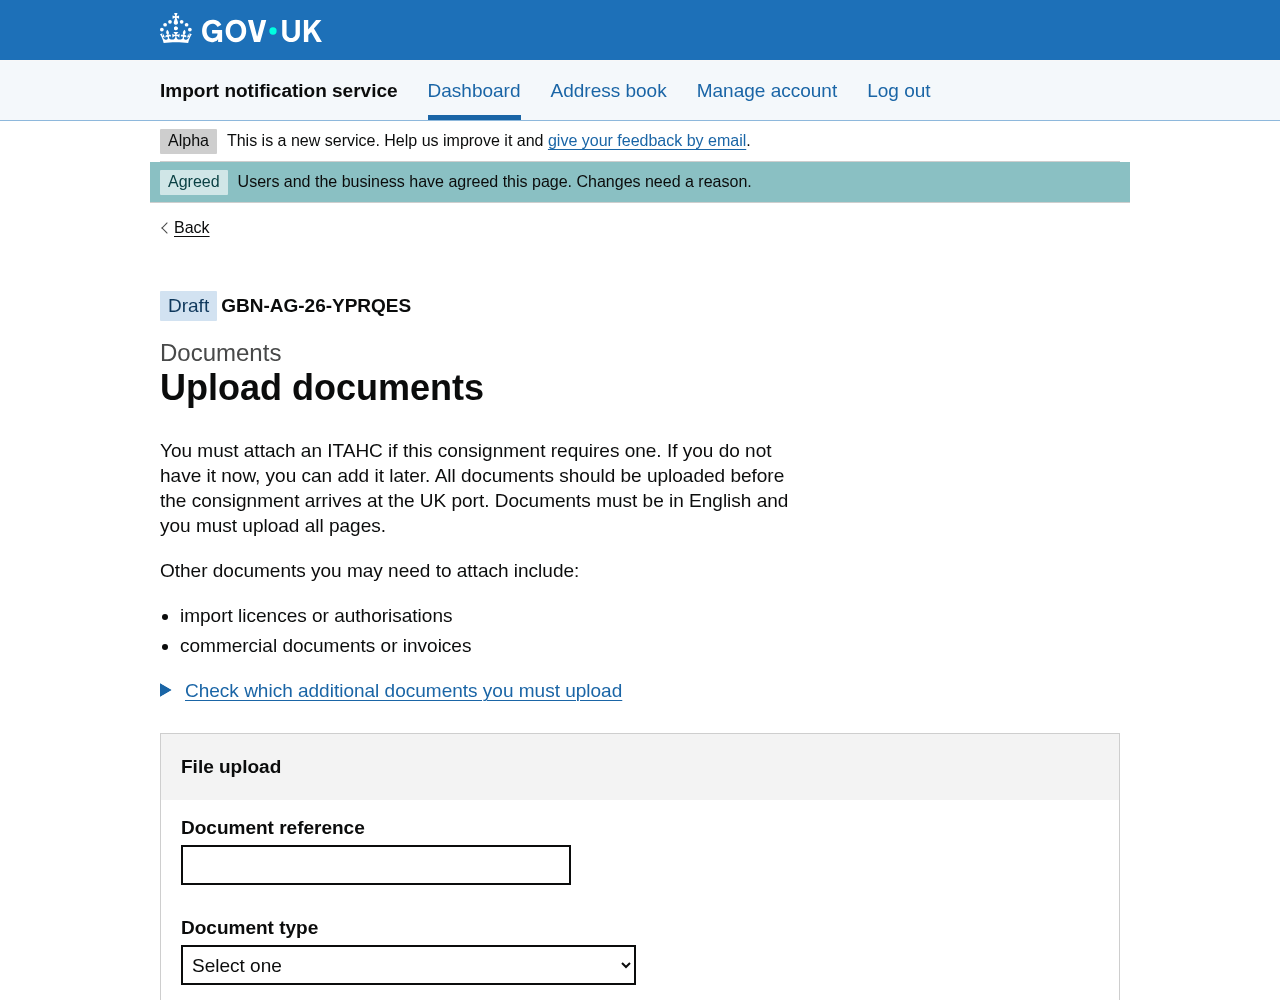 GOV•UK
Import notification service Dashboard Address book Manage account Log out
Alpha This is a new service. Help us improve it and give your feedback by email.
Agreed Users and the business have agreed this page. Changes need a reason.
Back
Draft GBN-AG-26-YPRQES
Documents
Upload documents
You must attach an ITAHC if this consignment requires one. If you do not
have it now, you can add it later. All documents should be uploaded before
the consignment arrives at the UK port. Documents must be in English and
you must upload all pages.
Other documents you may need to attach include:
• import licences or authorisations
• commercial documents or invoices
Check which additional documents you must upload
File upload
Document reference
Document type
Select one